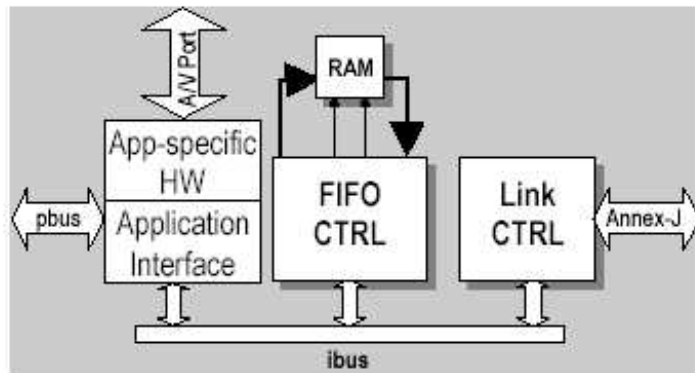 A/V Port
RAM
App-specific
HW
Application
Interface
FIFO
CTRL
Link
CTRL
pbus
Annex-J
ibus